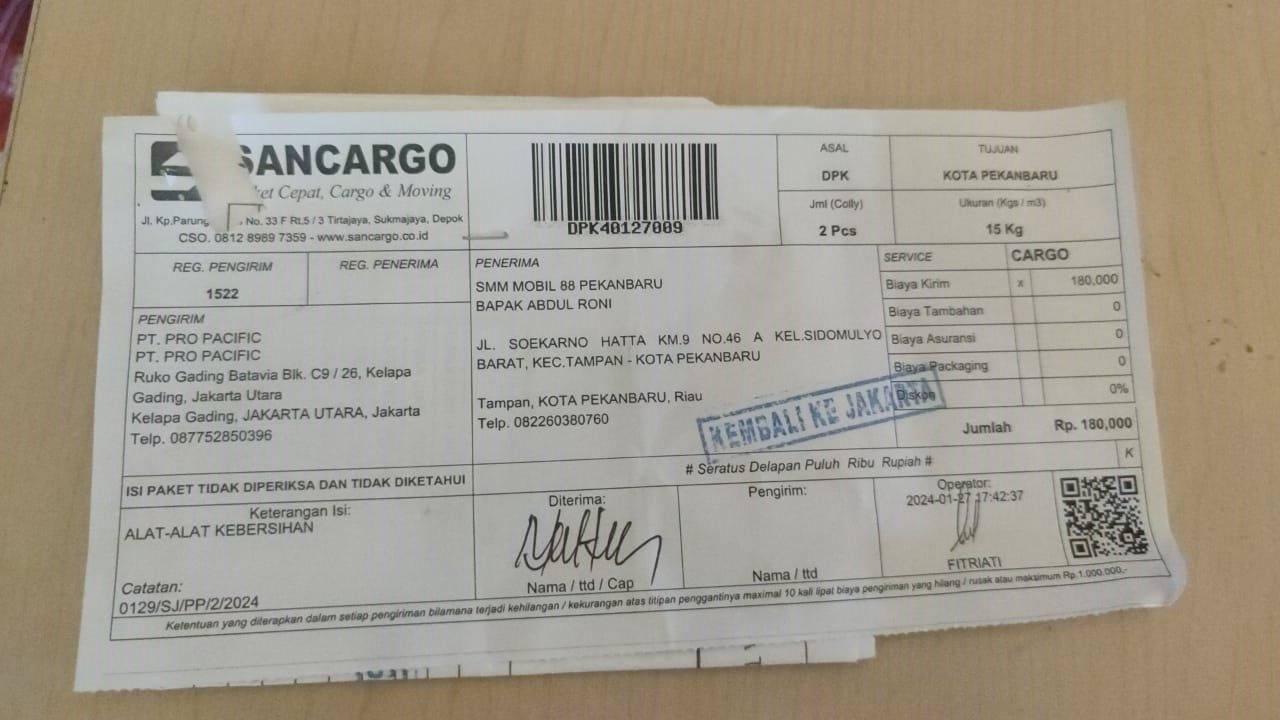 SANCARGO
Cepat, Cargo & Moving
Jl. Kp.Parung No. 33 F Rt.5 / 3 Tirtajaya, Sukmajaya, Depok
CSO. 0812 8989 7359 - www.sancargo.co.id
DPK40127009
ASAL
DPK
TUJUAN
KOTA PEKANBARU
Jml (Colly)
2 Pcs
Ukuran (Kgs / m3)
15 Kg
REG. PENGIRIM
1522
REG. PENERIMA
PENGIRIM
PT. PRO PACIFIC
PT. PRO PACIFIC
Ruko Gading Batavia Blk. C9 / 26, Kelapa
Gading, Jakarta Utara
Kelapa Gading, JAKARTA UTARA, Jakarta
Telp. 087752850396
PENERIMA
SMM MOBIL 88 PEKANBARU
BAPAK ABDUL RONI
JL. SOEKARNO HATTA KM.9 NO.46 A KEL.SIDOMULYO
BARAT, KEC.TAMPAN - KOTA PEKANBARU
Tampan, KOTA PEKANBARU, Riau
Telp. 082260380760
KEMBALI KE JAKARTA
SERVICE CARGO
Biaya Kirim x 180,000
Biaya Tambahan 0
Biaya Asuransi 0
Biaya Packaging 0
Diskon 0%
Jumlah Rp. 180,000
# Seratus Delapan Puluh Ribu Rupiah #
K
ISI PAKET TIDAK DIPERIKSA DAN TIDAK DIKETAHUI
Keterangan Isi:
ALAT-ALAT KEBERSIHAN
Catatan:
0129/SJ/PP/2/2024
Diterima:
Nama / ttd / Cap
Pengirim:
Nama / ttd
Operator:
2024-01-27 17:42:37
FITRIATI
Ketentuan yang diterapkan dalam setiap pengiriman bilamana terjadi kehilangan / kekurangan atas titipan penggantinya maximal 10 kali lipat biaya pengiriman yang hilang / rusak atau maksimum Rp.1.000.000,-